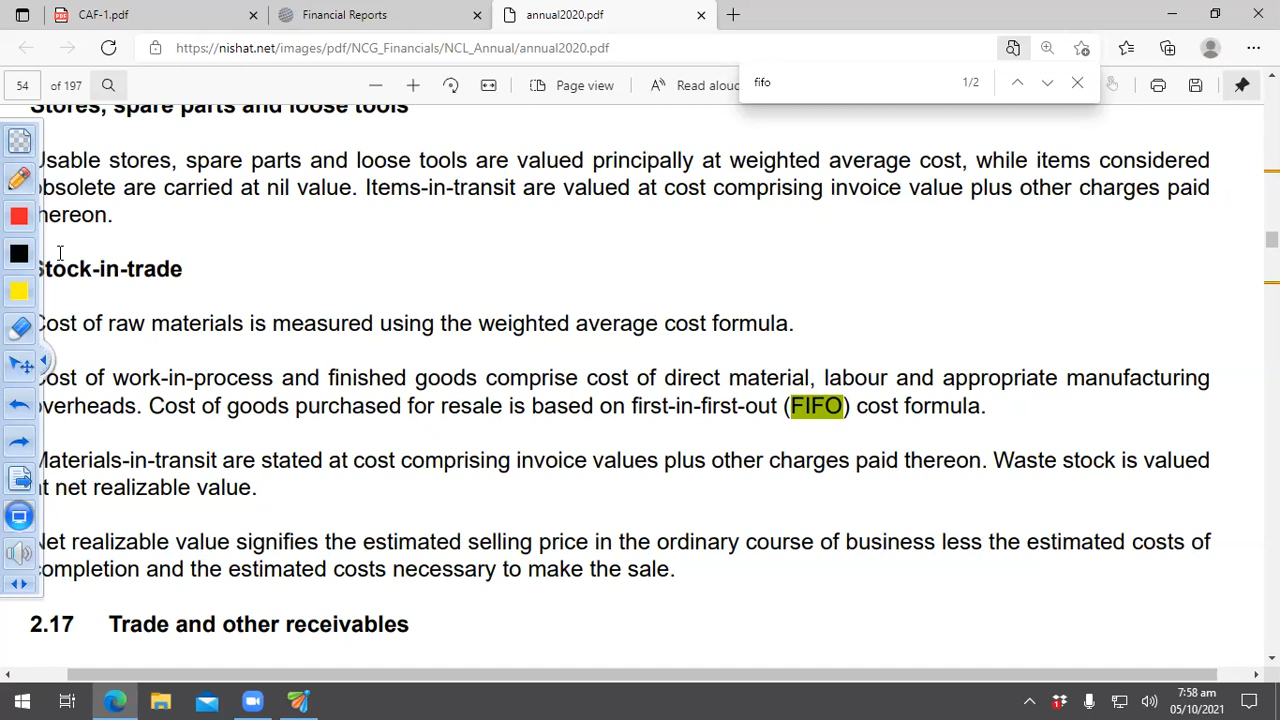 CAF-1.pdf
Financial Reports
annual2020.pdf
https://nishat.net/images/pdf/NCG_Financials/NCL_Annual/annual2020.pdf
54 of 197
Page view
Read aloud
fifo 1/2
Stores, spare parts and loose tools
Usable stores, spare parts and loose tools are valued principally at weighted average cost, while items considered
obsolete are carried at nil value. Items-in-transit are valued at cost comprising invoice value plus other charges paid
thereon.
Stock-in-trade
Cost of raw materials is measured using the weighted average cost formula.
Cost of work-in-process and finished goods comprise cost of direct material, labour and appropriate manufacturing
overheads. Cost of goods purchased for resale is based on first-in-first-out (FIFO) cost formula.
Materials-in-transit are stated at cost comprising invoice values plus other charges paid thereon. Waste stock is valued
at net realizable value.
Net realizable value signifies the estimated selling price in the ordinary course of business less the estimated costs of
completion and the estimated costs necessary to make the sale.
2.17 Trade and other receivables
7:58 am
05/10/2021